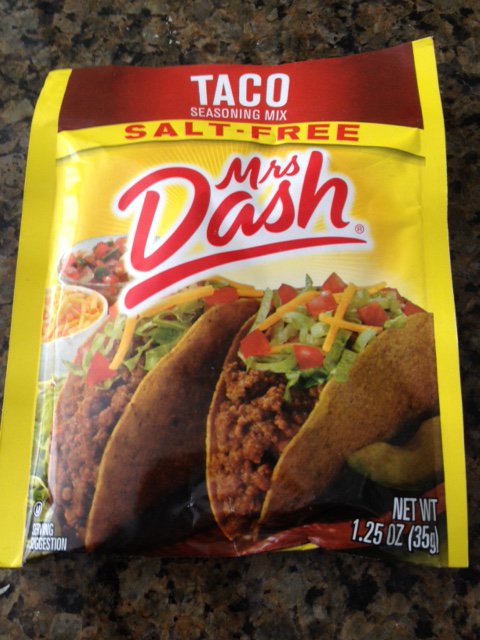 TACO
SEASONING MIX
SALT-FREE
Mrs
Dash®
NET WT
1.25 OZ (35g)
SERVING
SUGGESTION